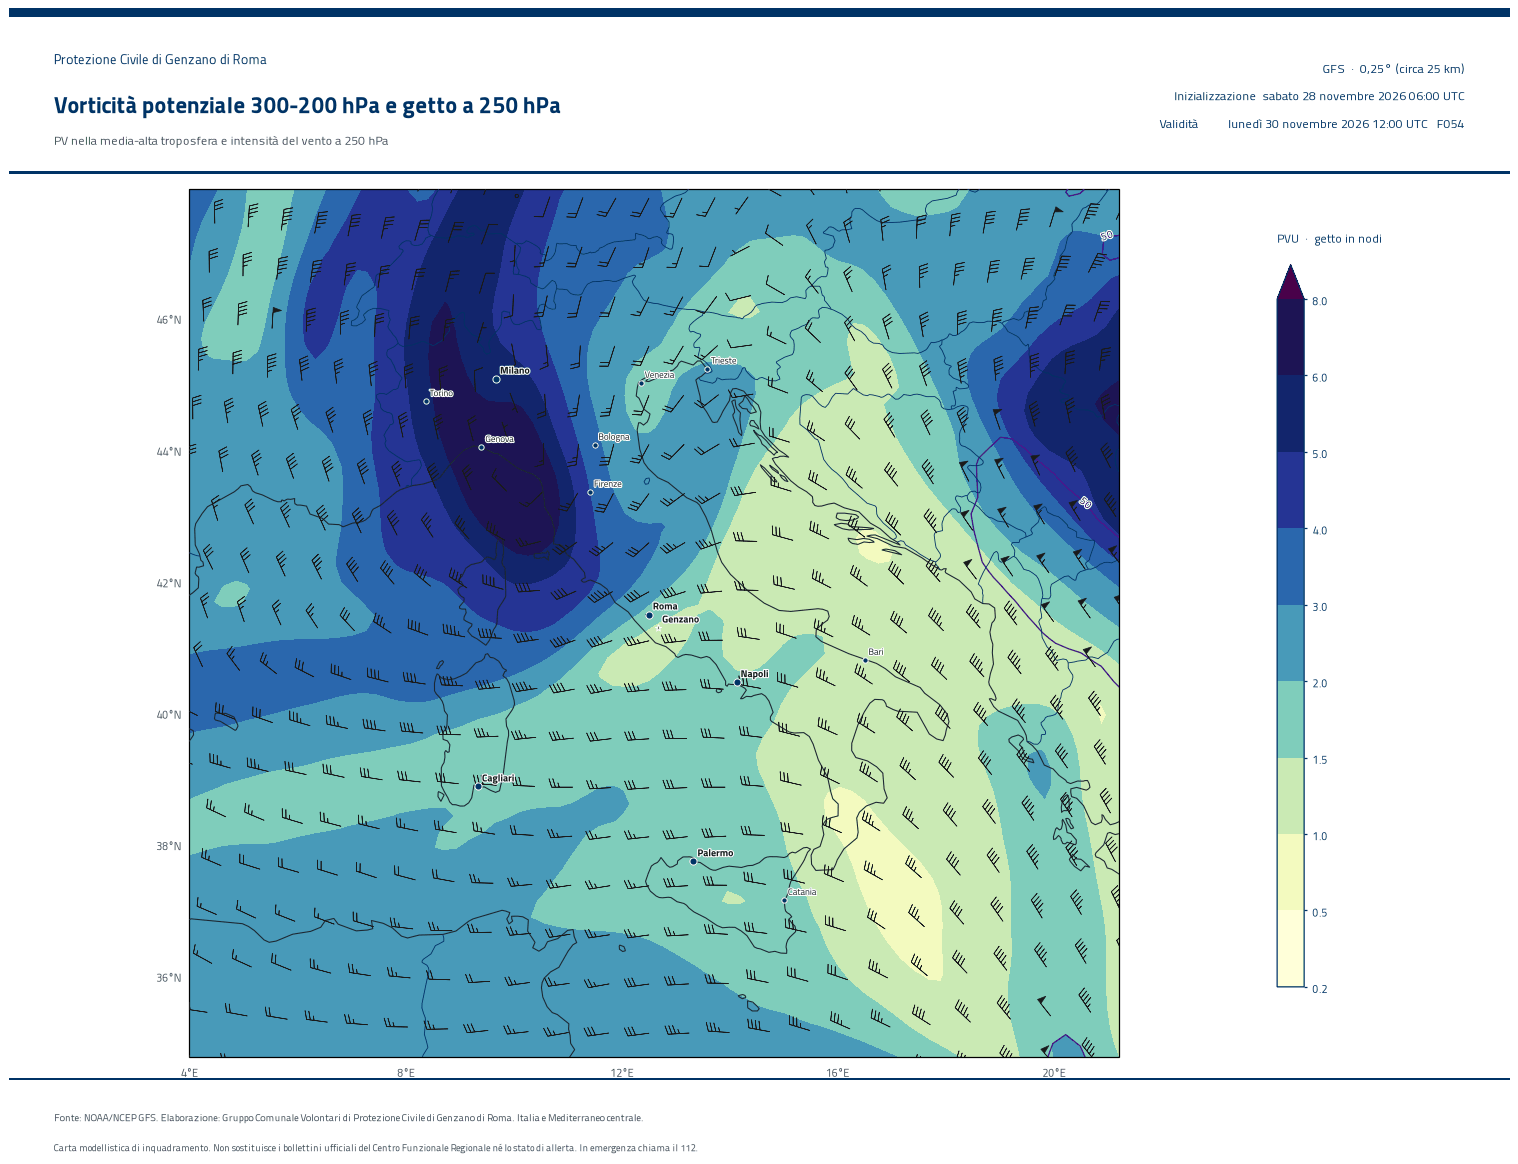 Protezione Civile di Genzano di Roma
Vorticità potenziale 300-200 hPa e getto a 250 hPa
PV nella media-alta troposfera e intensità del vento a 250 hPa
GFS · 0,25° (circa 25 km)
Inizializzazione sabato 28 novembre 2026 06:00 UTC
Validità lunedì 30 novembre 2026 12:00 UTC F054
PVU · getto in nodi
8.0
6.0
5.0
4.0
3.0
2.0
1.5
1.0
0.5
0.2
46°N
44°N
42°N
40°N
38°N
36°N
4°E
8°E
12°E
16°E
20°E
50
50
Trieste
Venezia
Milano
Torino
Genova
Bologna
Firenze
Roma
Genzano
Bari
Napoli
Cagliari
Palermo
Catania
Fonte: NOAA/NCEP GFS. Elaborazione: Gruppo Comunale Volontari di Protezione Civile di Genzano di Roma. Italia e Mediterraneo centrale.
Carta modellistica di inquadramento. Non sostituisce i bollettini ufficiali del Centro Funzionale Regionale né lo stato di allerta. In emergenza chiama il 112.